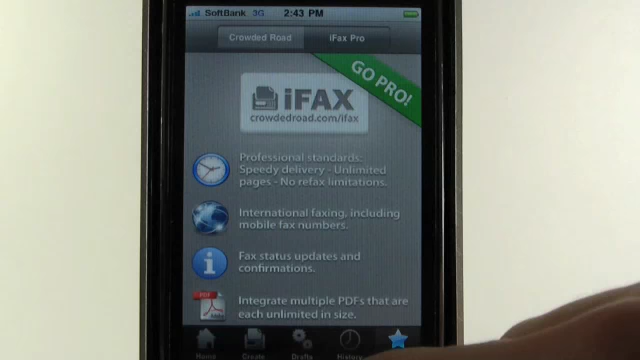 SoftBank 3G 2:43 PM
Crowded Road iFax Pro
GO PRO!
iFAX
crowdedroad.com/ifax
Professional standards:
Speedy delivery - Unlimited
pages - No refax limitations.
International faxing, including
mobile fax numbers.
Fax status updates and
confirmations.
PDF
Integrate multiple PDFs that are
each unlimited in size.
Home Create Drafts History